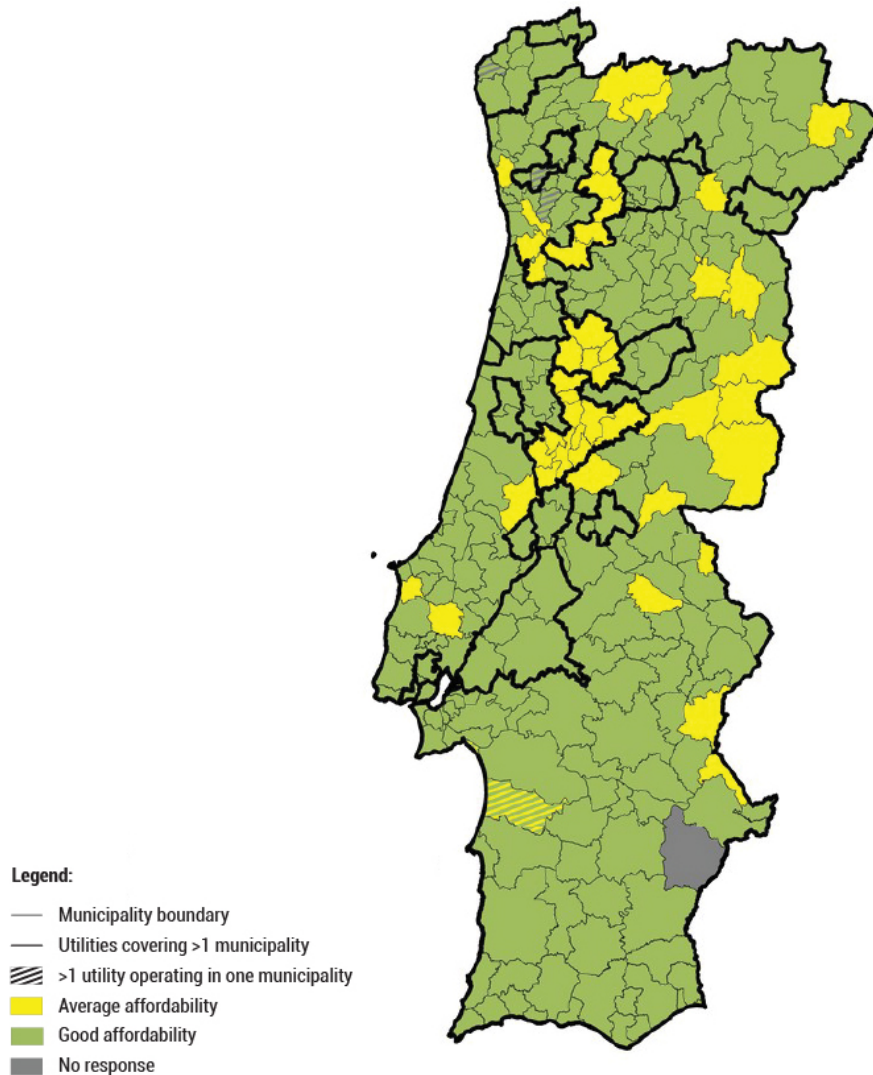 Legend:
Municipality boundary
Utilities covering >1 municipality
>1 utility operating in one municipality
Average affordability
Good affordability
No response